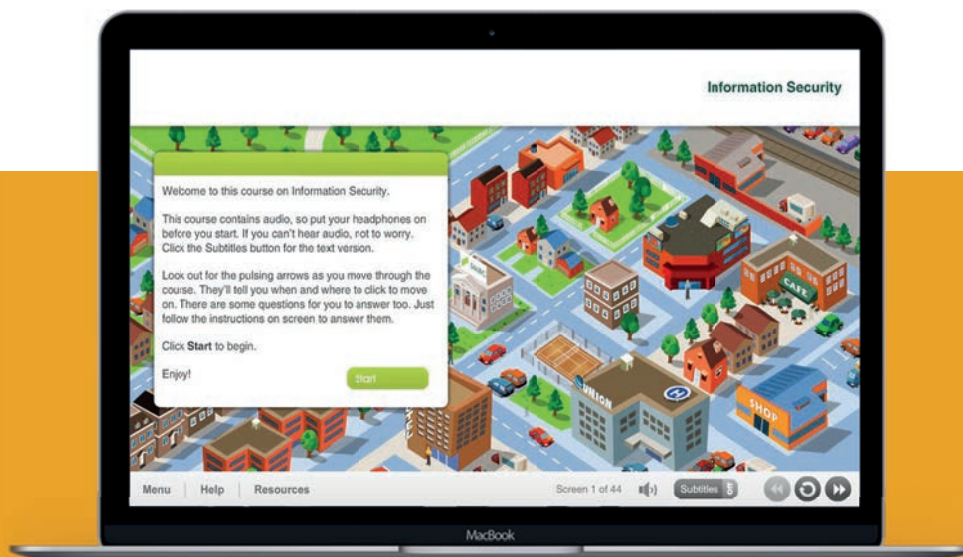 Information Security
Welcome to this course on Information Security.
This course contains audio, so put your headphones on
before you start. If you can't hear audio, not to worry.
Click the Subtitles button for the text version.
Look out for the pulsing arrows as you move through the
course. They'll tell you when and where to click to move
on. There are some questions for you to answer too. Just
follow the instructions on screen to answer them.
Click Start to begin.
Enjoy!
Start
CAFE
UNION
H
SHOP
Menu
Help
Resources
Screen 1 of 44
Subtitles
Off
MacBook